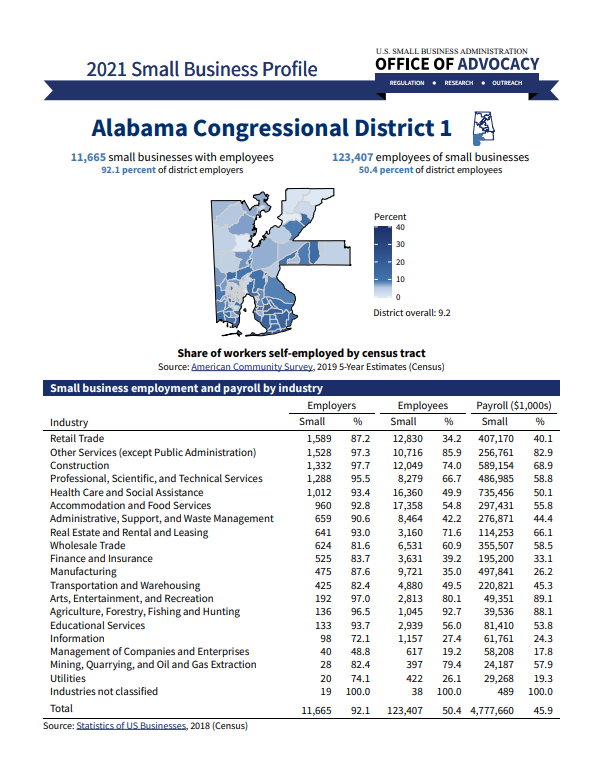 2021 Small Business Profile
U.S. SMALL BUSINESS ADMINISTRATION
OFFICE OF ADVOCACY
REGULATION • RESEARCH • OUTREACH
Alabama Congressional District 1
11,665 small businesses with employees
92.1 percent of district employers
123,407 employees of small businesses
50.4 percent of district employees
Percent
40
30
20
10
0
District overall: 9.2
Share of workers self-employed by census tract
Source: American Community Survey, 2019 5-Year Estimates (Census)
Small business employment and payroll by industry
Employers Employees Payroll ($1,000s)
Industry Small % Small % Small %
Retail Trade 1,589 87.2 12,830 34.2 407,170 40.1
Other Services (except Public Administration) 1,528 97.3 10,716 85.9 256,761 82.9
Construction 1,332 97.7 12,049 74.0 589,154 68.9
Professional, Scientific, and Technical Services 1,288 95.5 8,279 66.7 486,985 58.8
Health Care and Social Assistance 1,012 93.4 16,360 49.9 735,456 50.1
Accommodation and Food Services 960 92.8 17,358 54.8 297,431 55.8
Administrative, Support, and Waste Management 659 90.6 8,464 42.2 276,871 44.4
Real Estate and Rental and Leasing 641 93.0 3,160 71.6 114,253 66.1
Wholesale Trade 624 81.6 6,531 60.9 355,507 58.5
Finance and Insurance 525 83.7 3,631 39.2 195,200 33.1
Manufacturing 475 87.6 9,721 35.0 497,841 26.2
Transportation and Warehousing 425 82.4 4,880 49.5 220,821 45.3
Arts, Entertainment, and Recreation 192 97.0 2,813 80.1 49,351 89.1
Agriculture, Forestry, Fishing and Hunting 136 96.5 1,045 92.7 39,536 88.1
Educational Services 133 93.7 2,939 56.0 81,410 53.8
Information 98 72.1 1,157 27.4 61,761 24.3
Management of Companies and Enterprises 40 48.8 617 19.2 58,208 17.8
Mining, Quarrying, and Oil and Gas Extraction 28 82.4 397 79.4 24,187 57.9
Utilities 20 74.1 422 26.1 29,268 19.3
Industries not classified 19 100.0 38 100.0 489 100.0
Total 11,665 92.1 123,407 50.4 4,777,660 45.9
Source: Statistics of US Businesses, 2018 (Census)